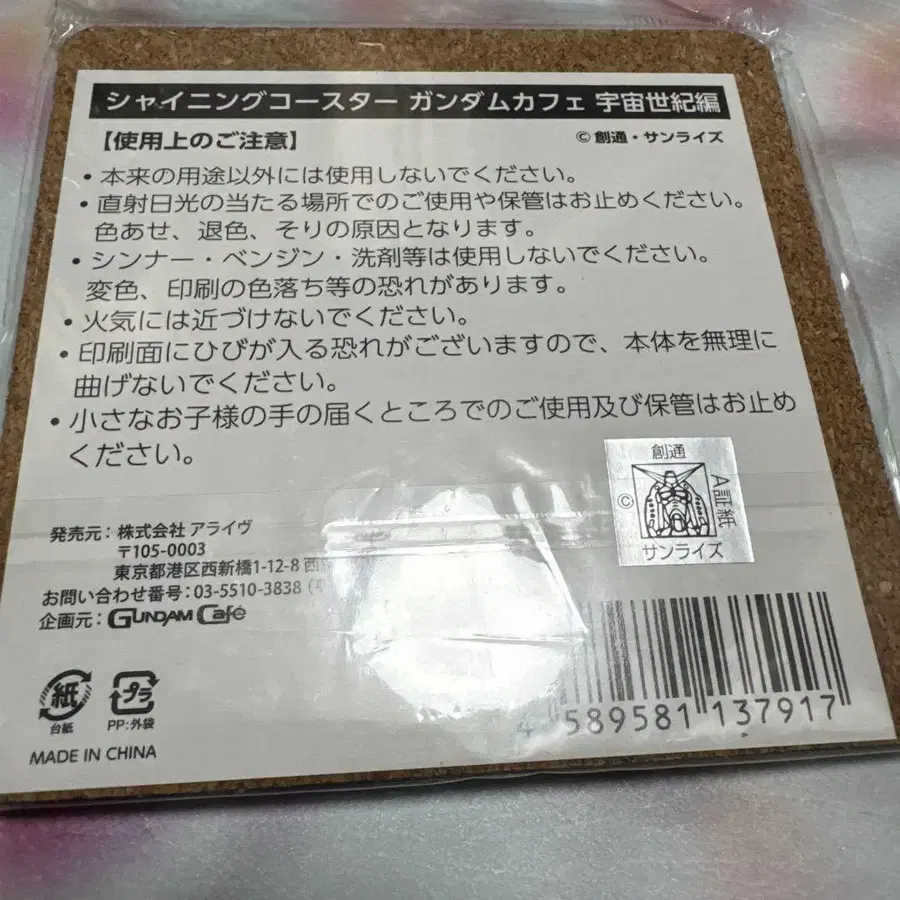 シャイニングコースター ガンダムカフェ 宇宙世紀編
【使用上のご注意】
©創通・サンライズ
・本来の用途以外には使用しないでください。
・直射日光の当たる場所でのご使用や保管はお止めください。
色あせ、退色、そりの原因となります。
・シンナー・ベンジン・洗剤等は使用しないでください。
変色、印刷の色落ち等の恐れがあります。
・火気には近づけないでください。
・印刷面にひびが入る恐れがございますので、本体を無理に
曲げないでください。
・小さなお子様の手の届くところでのご使用及び保管はお止め
ください。
創通
©
A証紙
サンライズ
発売元:株式会社 アライヴ
〒105-0003
東京都港区西新橋1-12-8
お問い合わせ番号:03-5510-3838
企画元:GUNDAM Café
紙
台紙
プラ
PP:外袋
MADE IN CHINA
4 589581 137917